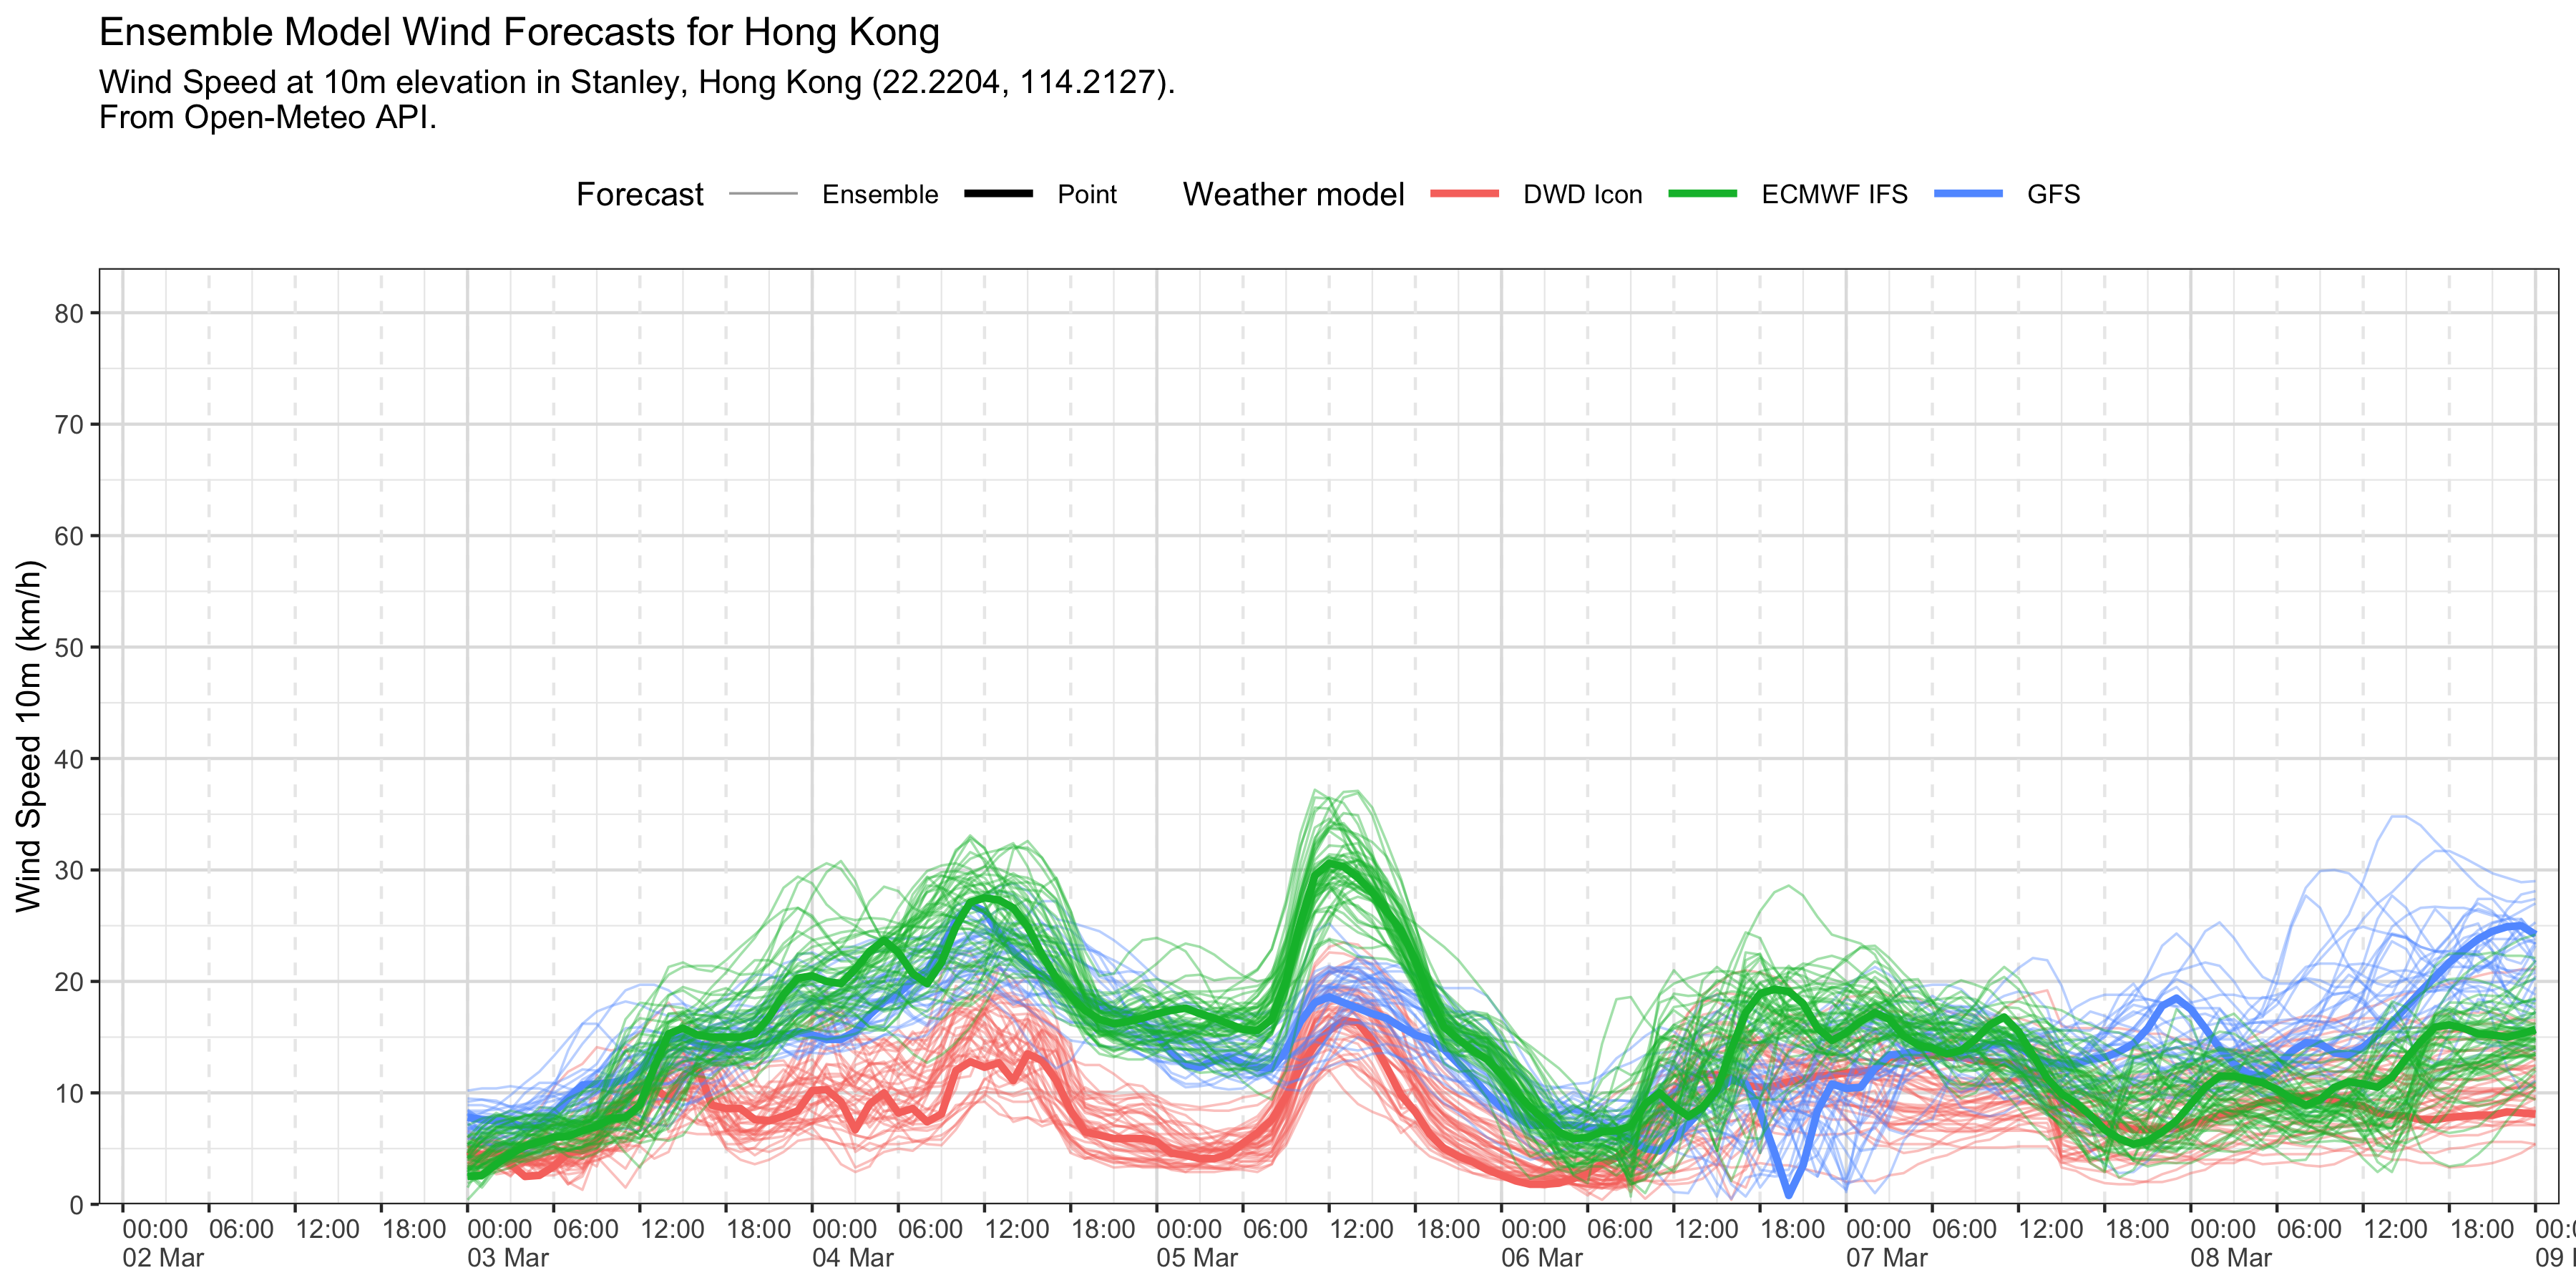 Ensemble Model Wind Forecasts for Hong Kong
Wind Speed at 10m elevation in Stanley, Hong Kong (22.2204, 114.2127).
From Open-Meteo API.
Forecast Ensemble Point Weather model DWD Icon ECMWF IFS GFS
Wind Speed 10m (km/h)
80
70
60
50
40
30
20
10
0
00:00 06:00 12:00 18:00 00:00 06:00 12:00 18:00 00:00 06:00 12:00 18:00 00:00 06:00 12:00 18:00 00:00 06:00 12:00 18:00 00:00 06:00 12:00 18:00 00:00 06:00 12:00 18:00
02 Mar 03 Mar 04 Mar 05 Mar 06 Mar 07 Mar 08 Mar 09